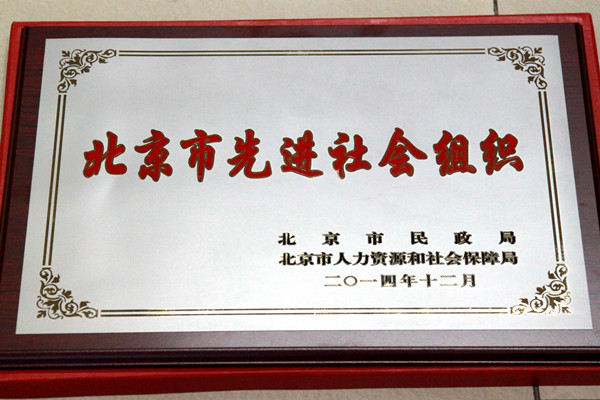 北京市先进社会组织
北京市民政局
北京市人力资源和社会保障局
二〇一四年十二月